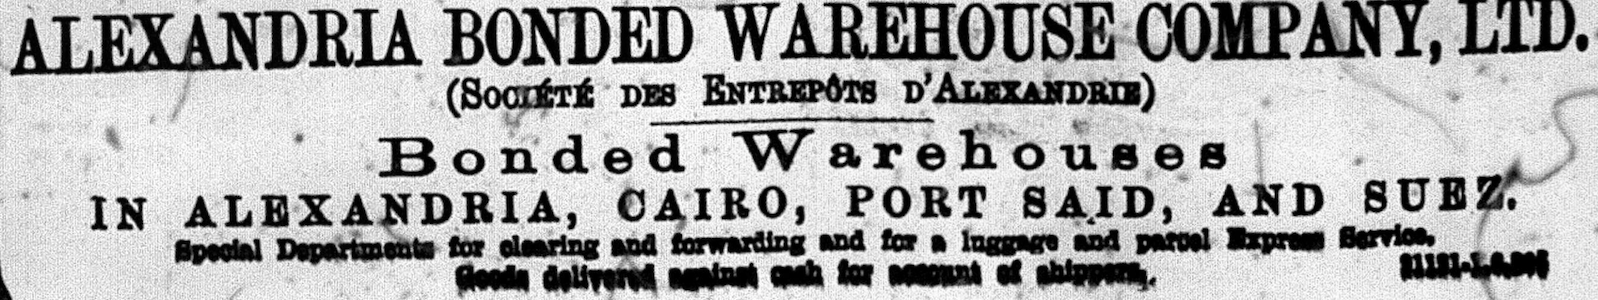 ALEXANDRIA BONDED WAREHOUSE COMPANY, LTD.
(SOCIÉTÉ DES ENTREPÔTS D'ALEXANDRIE)
Bonded Warehouses
IN ALEXANDRIA, CAIRO, PORT SAID, AND SUEZ.
Special Departments for clearing and forwarding and for a luggage and parcel Express Service.
Goods delivered against cash for account of shippers.